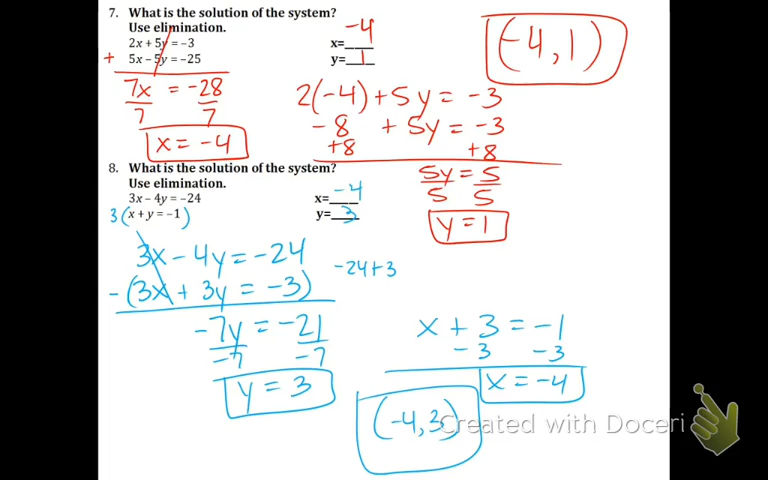 7. What is the solution of the system?
Use elimination.
2x + 5y = -3
+ 5x - 5y = -25
x= -4
y= 1
(-4, 1)
7x = -28
7 7
x = -4
2(-4) + 5y = -3
-8 + 5y = -3
+8 +8
5y = 5
5 5
y = 1
8. What is the solution of the system?
Use elimination.
3x - 4y = -24
3 ( x + y = -1 )
x= -4
y= 3
3x - 4y = -24
- (3x + 3y = -3)
-24+3
-7y = -21
-7 -7
y = 3
x + 3 = -1
-3 -3
x = -4
(-4, 3)
Created with Doceri